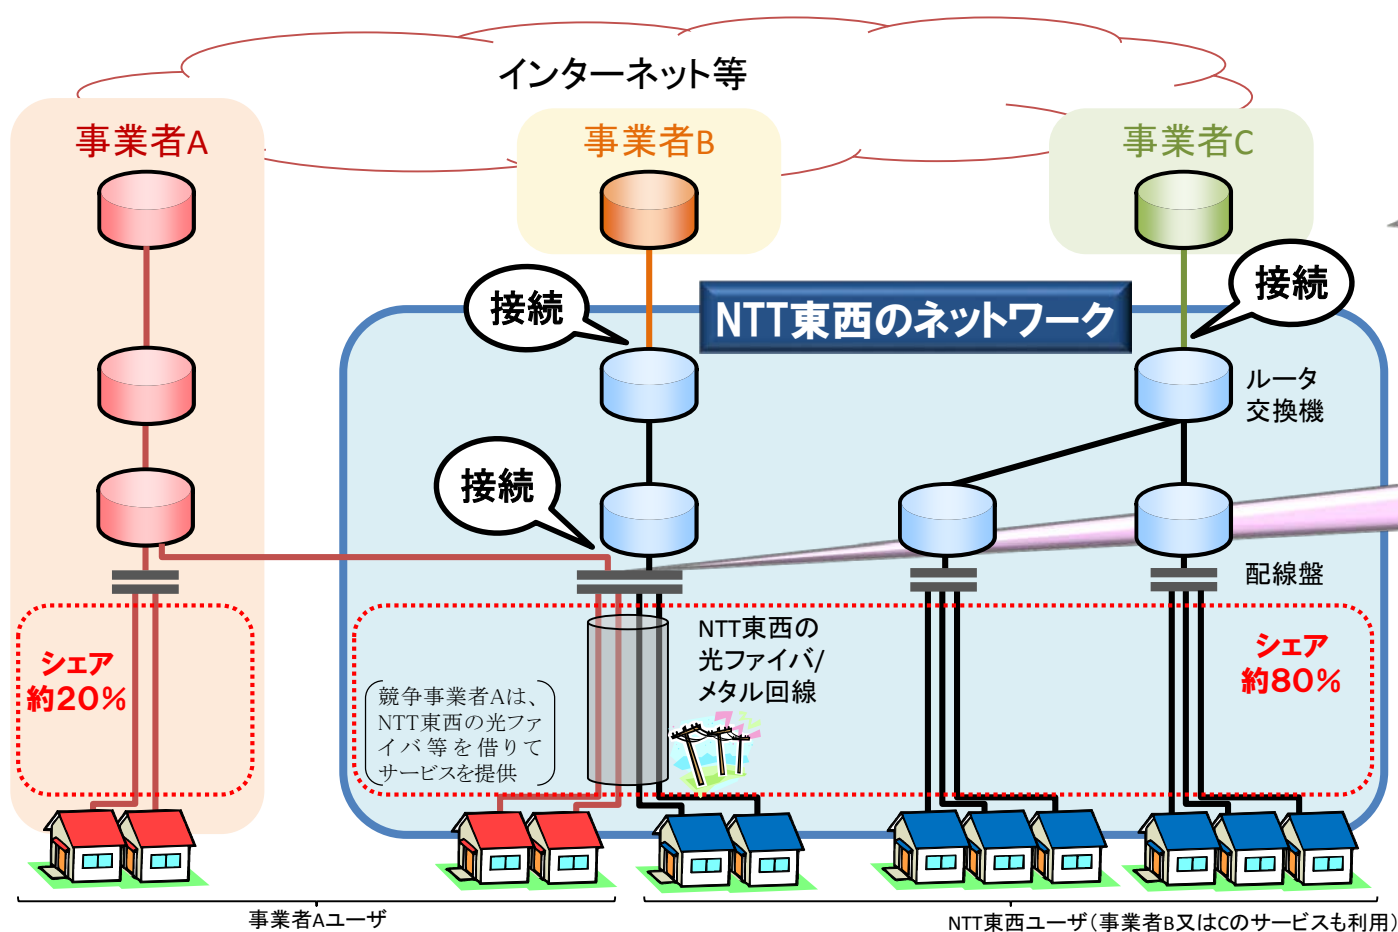 インターネット等
事業者A
事業者B
事業者C
接続
NTT東西のネットワーク
接続
ルータ
交換機
接続
配線盤
シェア
約20%
NTT東西の
光ファイバ/
メタル回線
シェア
約80%
競争事業者Aは、
NTT東西の光ファ
イバ等を借りて
サービスを提供
事業者Aユーザ
NTT東西ユーザ(事業者B又はCのサービスも利用)